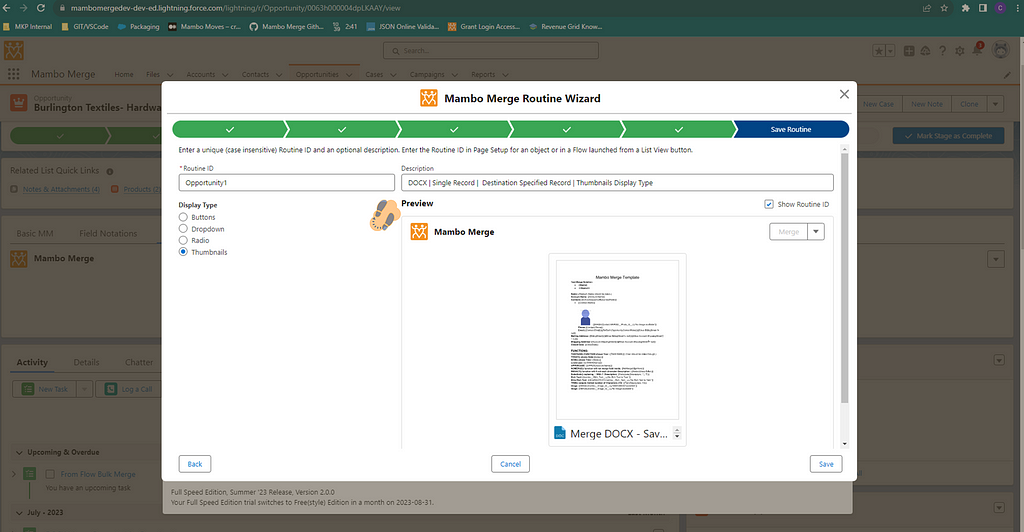 mambomergedev-dev-ed.lightning.force.com/lightning/r/Opportunity/0063h000004dpLKAAY/view
MKP Internal GIT/VSCode Packaging Mambo Moves – cr... Mambo Merge Gith... 2:41 JSON Online Valida... Grant Login Access... Revenue Grid Know...
Search...
Mambo Merge Home Files Accounts Contacts Opportunities Cases Campaigns Reports
Opportunity
Burlington Textiles- Hardwa
New Case New Note Clone
Mark Stage as Complete
Related List Quick Links
Notes & Attachments (4) Products (2
Basic MM Field Notations
Mambo Merge
Activity Details Chatter
New Task Log a Call
Upcoming & Overdue
From Flow Bulk Merge
You have an upcoming task
July - 2023
Mambo Merge Routine Wizard
Save Routine
Enter a unique (case insensitive) Routine ID and an optional description. Enter the Routine ID in Page Setup for an object or in a Flow launched from a List View button.
*Routine ID Description
Opportunity1 DOCX | Single Record | Destination Specified Record | Thumbnails Display Type
Display Type
Buttons
Dropdown
Radio
Thumbnails
Preview Show Routine ID
Mambo Merge Merge
Mambo Merge Template
FUNCTIONS:
Merge DOCX - Sav...
Back Cancel Save
Full Speed Edition, Summer '23 Release, Version 2.0.0
Your Full Speed Edition trial switches to Free(style) Edition in a month on 2023-08-31.